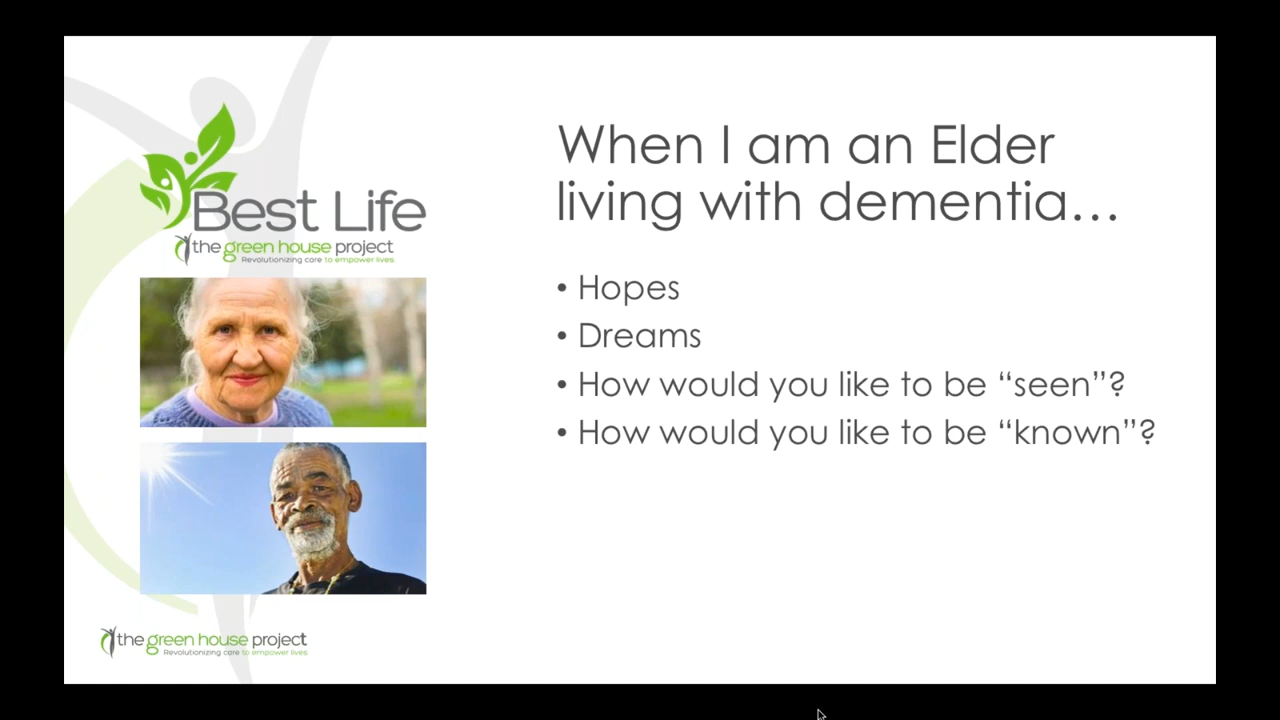 Best Life
the green house project
Revolutionizing care to empower lives.
When I am an Elder
living with dementia...
• Hopes
• Dreams
• How would you like to be “seen”?
• How would you like to be “known”?
the green house project
Revolutionizing care to empower lives.